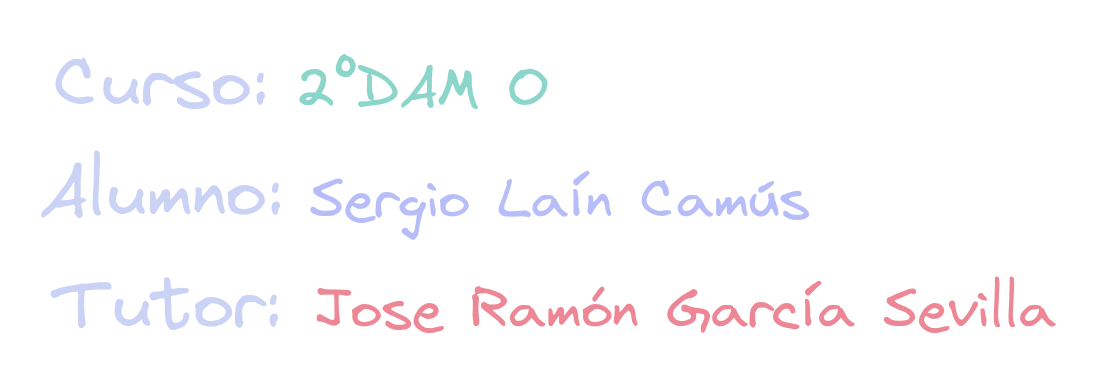 Curso: 2ºDAM O
Alumno: Sergio Laín Camús
Tutor: Jose Ramón García Sevilla